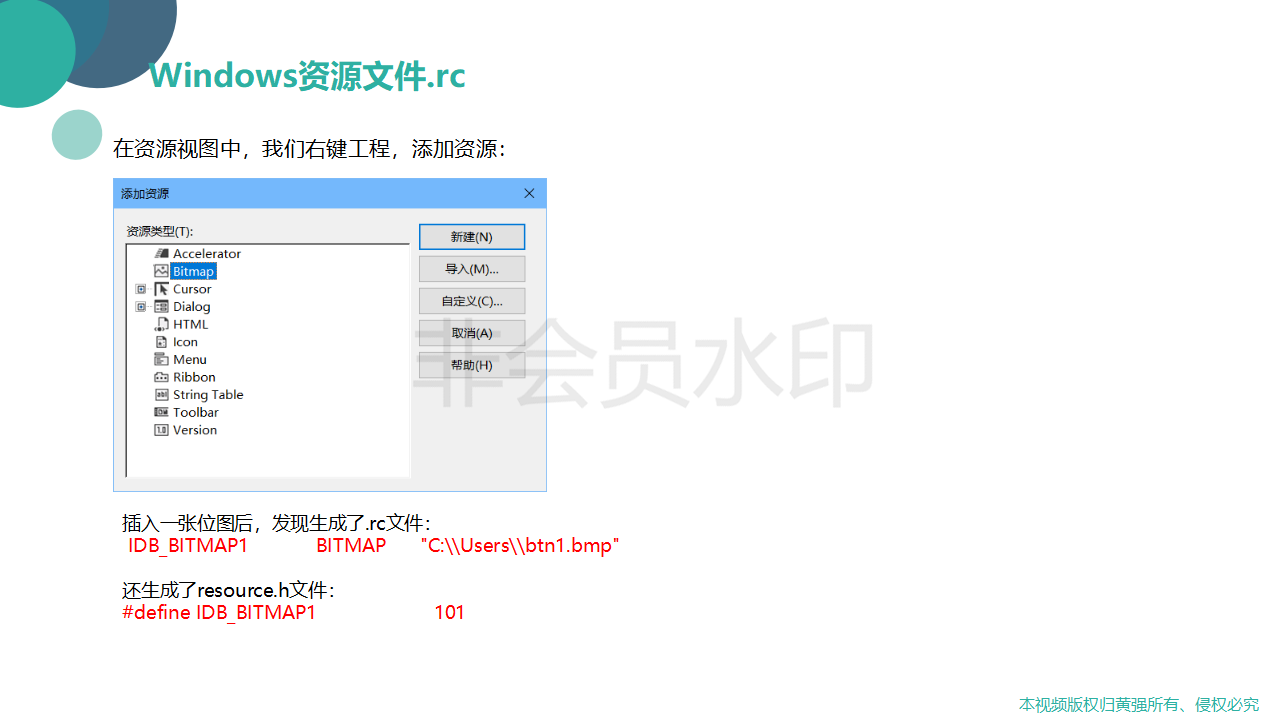 Windows资源文件.rc
在资源视图中，我们右键工程，添加资源：
添加资源
资源类型(T):
Accelerator
Bitmap
Cursor
Dialog
HTML
Icon
Menu
Ribbon
String Table
Toolbar
Version
新建(N)
导入(M)...
自定义(C)...
取消(A)
帮助(H)
非会员水印
插入一张位图后，发现生成了.rc文件：
IDB_BITMAP1 BITMAP "C:\\Users\\btn1.bmp"
还生成了resource.h文件：
#define IDB_BITMAP1 101
本视频版权归黄强所有、侵权必究